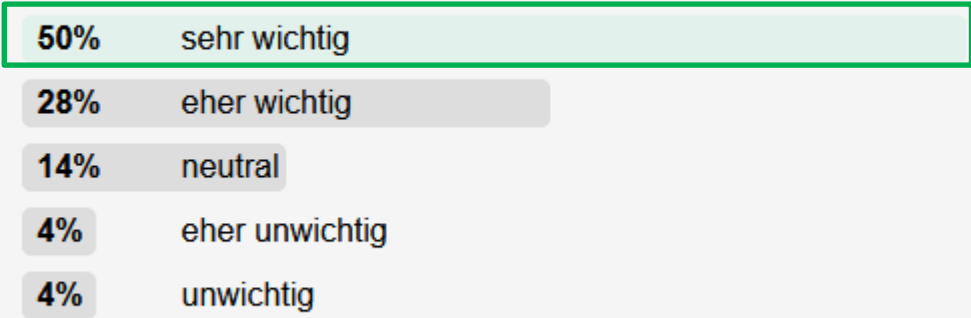 50% sehr wichtig
28% eher wichtig
14% neutral
4% eher unwichtig
4% unwichtig